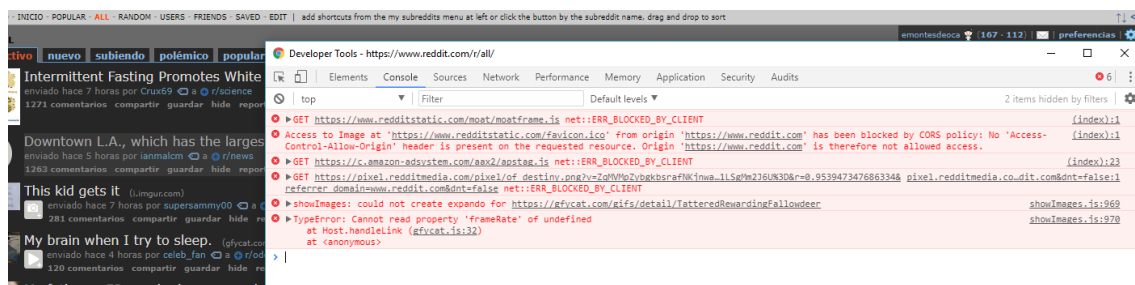 INICIO - POPULAR - ALL - RANDOM - USERS - FRIENDS - SAVED - EDIT | add shortcuts from the my subreddits menu at left or click the button by the subreddit name, drag and drop to sort
emontesdeoca (167 · 112) | | preferencias |
ctivo nuevo subiendo polémico popular
Intermittent Fasting Promotes White
enviado hace 7 horas por Crux69 a r/science
1271 comentarios compartir guardar hide repor
Downtown L.A., which has the larges
enviado hace 5 horas por ianmalcm a r/news
1263 comentarios compartir guardar hide repor
This kid gets it (i.imgur.com)
enviado hace 7 horas por supersammy00 a
281 comentarios compartir guardar hide re
My brain when I try to sleep. (gfycat.co
enviado hace 4 horas por celeb_fan a r/od
120 comentarios compartir guardar hide re
Developer Tools - https://www.reddit.com/r/all/
Elements Console Sources Network Performance Memory Application Security Audits 6
top Filter Default levels 2 items hidden by filters
GET https://www.redditstatic.com/moat/moatframe.js net::ERR_BLOCKED_BY_CLIENT (index):1
Access to Image at 'https://www.redditstatic.com/favicon.ico' from origin 'https://www.reddit.com' has been blocked by CORS policy: No 'Access- (index):1
Control-Allow-Origin' header is present on the requested resource. Origin 'https://www.reddit.com' is therefore not allowed access.
GET https://c.amazon-adsystem.com/aax2/apstag.js net::ERR_BLOCKED_BY_CLIENT (index):23
GET https://pixel.redditmedia.com/pixel/of_destiny.png?v=ZqMVMpZvbgkbsrafNKjnwa…1LSgMm2J6U%3D&r=0.953947347686334& pixel.redditmedia.co…dit.com&dnt=false:1
referrer_domain=www.reddit.com&dnt=false net::ERR_BLOCKED_BY_CLIENT
showImages: could not create expando for https://gfycat.com/gifs/detail/TatteredRewardingFallowdeer showImages.js:969
TypeError: Cannot read property 'frameRate' of undefined showImages.js:970
at Host.handleLink (gfycat.js:32)
at <anonymous>